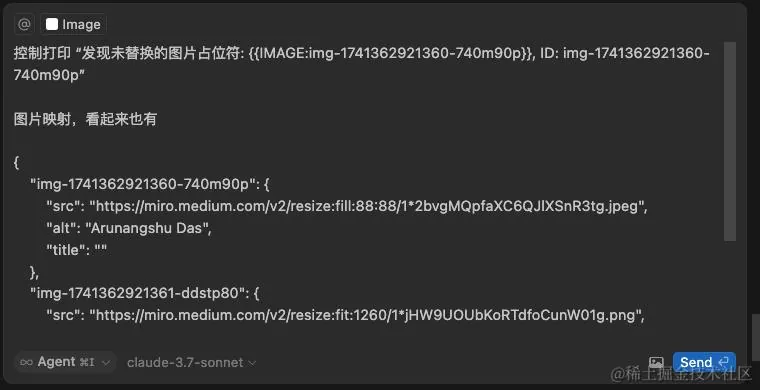 @ Image
控制打印 “发现未替换的图片占位符: {{IMAGE:img-1741362921360-740m90p}}, ID: img-1741362921360-
740m90p”
图片映射，看起来也有
{
"img-1741362921360-740m90p": {
"src": "https://miro.medium.com/v2/resize:fill:88:88/1*2bvgMQpfaXC6QJlXSnR3tg.jpeg",
"alt": "Arunangshu Das",
"title": ""
},
"img-1741362921361-ddstp80": {
"src": "https://miro.medium.com/v2/resize:fit:1260/1*jHW9UOUbKoRTdfoCunW01g.png",
∞ Agent ⌘I claude-3.7-sonnet Send
@稀土掘金技术社区